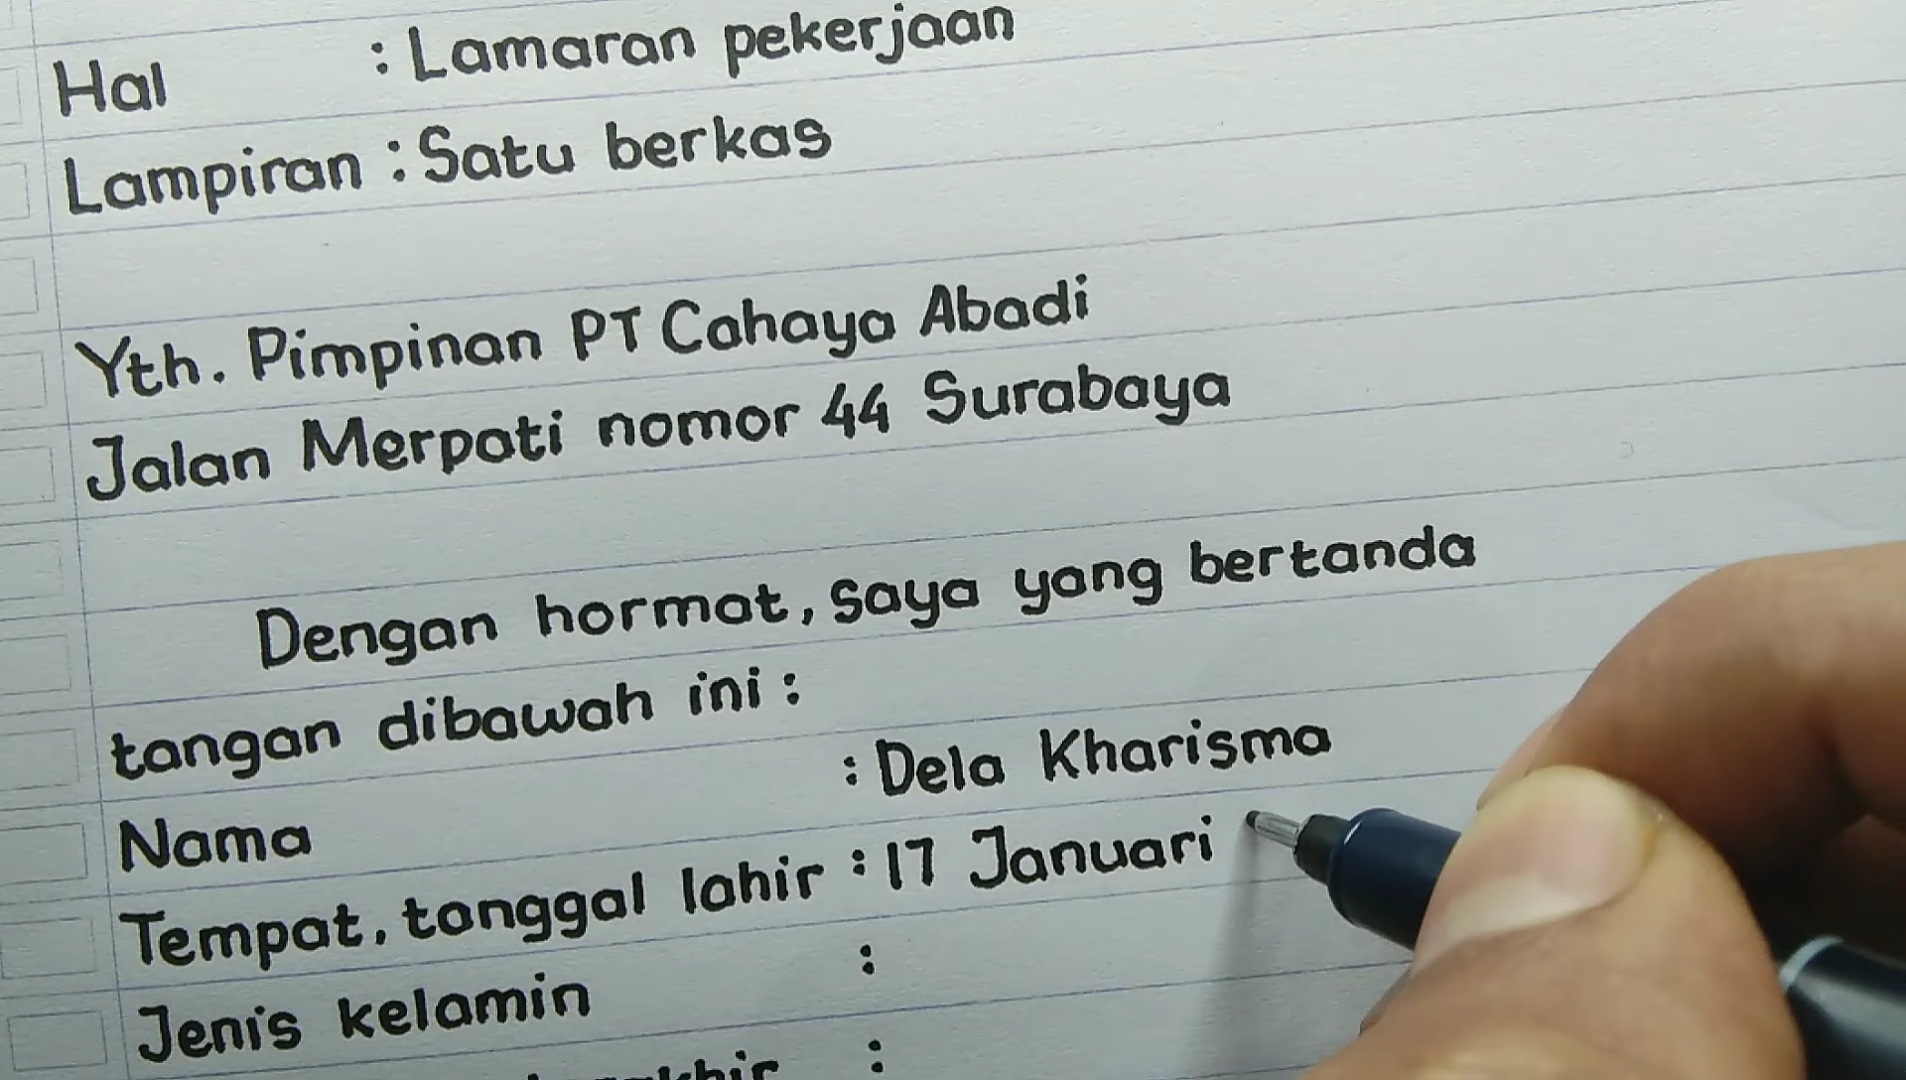 Hal : Lamaran pekerjaan
Lampiran : Satu berkas
Yth. Pimpinan PT Cahaya Abadi
Jalan Merpati nomor 44 Surabaya
Dengan hormat, saya yang bertanda
tangan dibawah ini :
Nama : Dela Kharisma
Tempat, tanggal lahir : 17 Januari
Jenis kelamin :
: